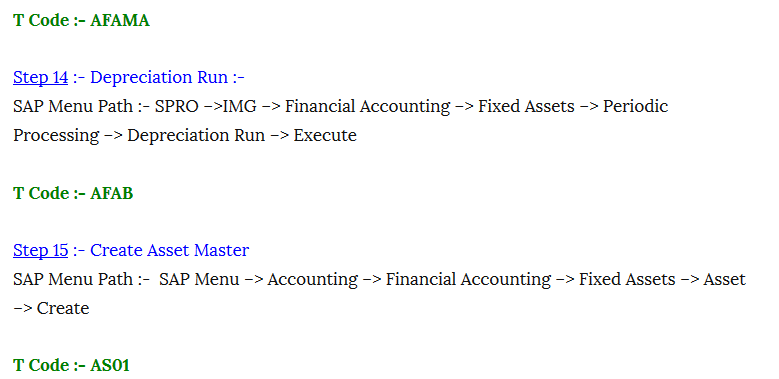 T Code :- AFAMA
Step 14 :- Depreciation Run :-
SAP Menu Path :- SPRO –>IMG –> Financial Accounting –> Fixed Assets –> Periodic
Processing –> Depreciation Run –> Execute
T Code :- AFAB
Step 15 :- Create Asset Master
SAP Menu Path :-  SAP Menu –> Accounting –> Financial Accounting –> Fixed Assets –> Asset
–> Create
T Code :- AS01